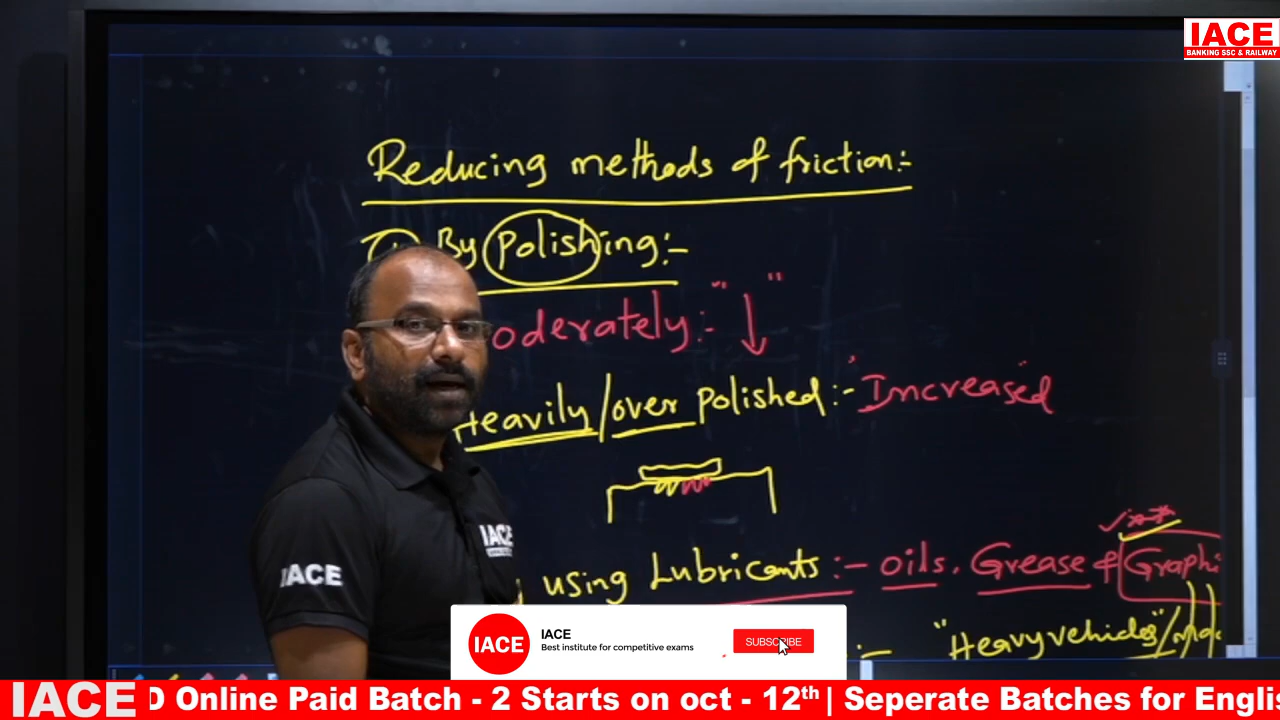 IACE
BANKING SSC & RAILWAY
Reducing methods of friction:-
By Polishing:-
oderately:- " ↓ "
Heavily/over polished:- Increased
using Lubricants:- oils. Grease & Graphi
"Heavy vehicles"/
IACE
IACE
IACE
IACE
Best institute for competitive exams
SUBSCRIBE
IACE D Online Paid Batch - 2 Starts on oct - 12th | Seperate Batches for Englis